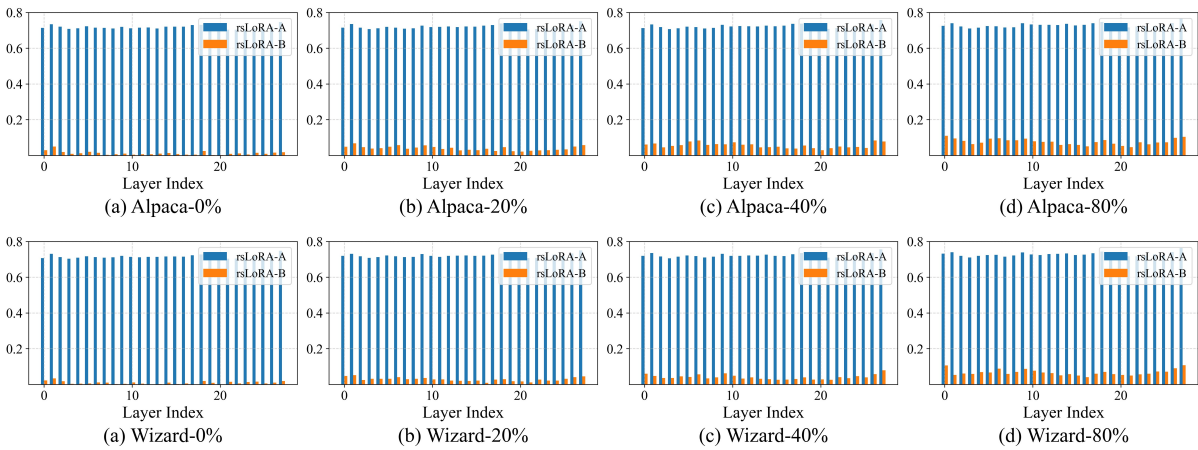 0.8
0.6
0.4
0.2
rsLoRA-A
rsLoRA-B
0 10 20
Layer Index
(a) Alpaca-0%
0.8
0.6
0.4
0.2
rsLoRA-A
rsLoRA-B
0 10 20
Layer Index
(b) Alpaca-20%
0.8
0.6
0.4
0.2
rsLoRA-A
rsLoRA-B
0 10 20
Layer Index
(c) Alpaca-40%
0.8
0.6
0.4
0.2
rsLoRA-A
rsLoRA-B
0 10 20
Layer Index
(d) Alpaca-80%
0.8
0.6
0.4
0.2
rsLoRA-A
rsLoRA-B
0 10 20
Layer Index
(a) Wizard-0%
0.8
0.6
0.4
0.2
rsLoRA-A
rsLoRA-B
0 10 20
Layer Index
(b) Wizard-20%
0.8
0.6
0.4
0.2
rsLoRA-A
rsLoRA-B
0 10 20
Layer Index
(c) Wizard-40%
0.8
0.6
0.4
0.2
rsLoRA-A
rsLoRA-B
0 10 20
Layer Index
(d) Wizard-80%